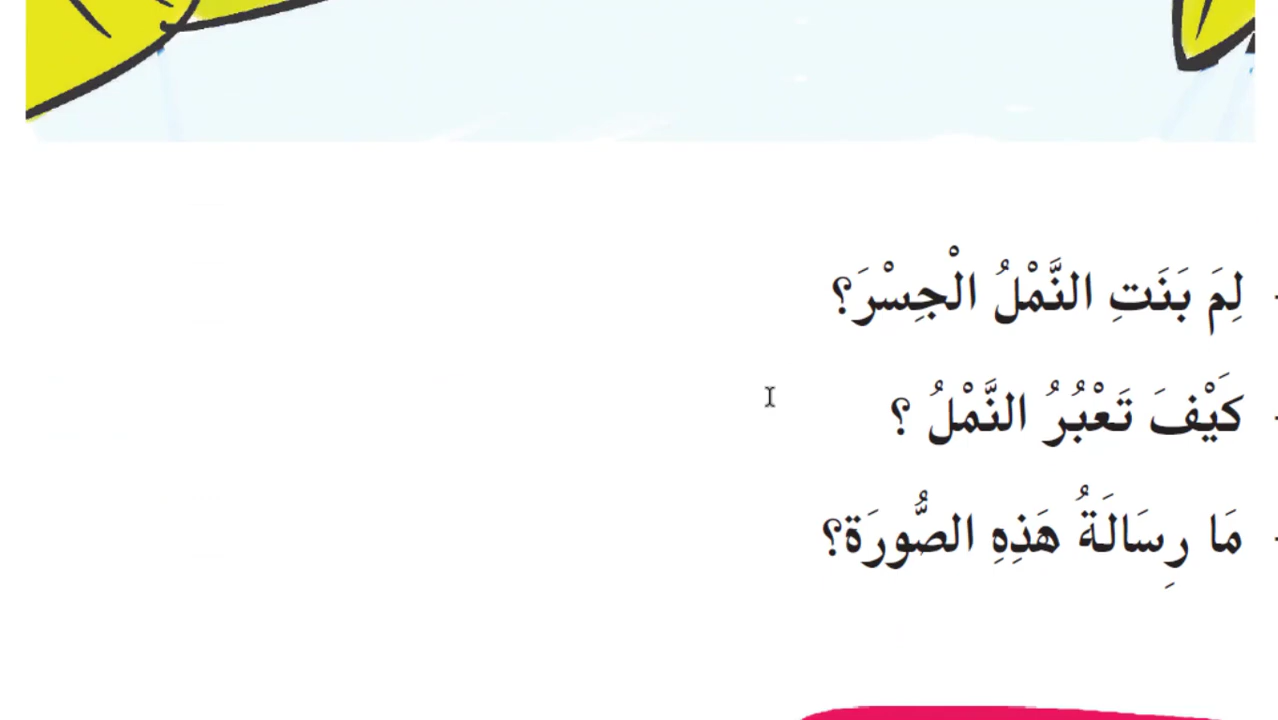 لِمَ بَنَتِ النَّمْلُ الْجِسْرَ؟
كَيْفَ تَعْبُرُ النَّمْلُ ؟
مَا رِسَالَةُ هَذِهِ الصُّورَة؟